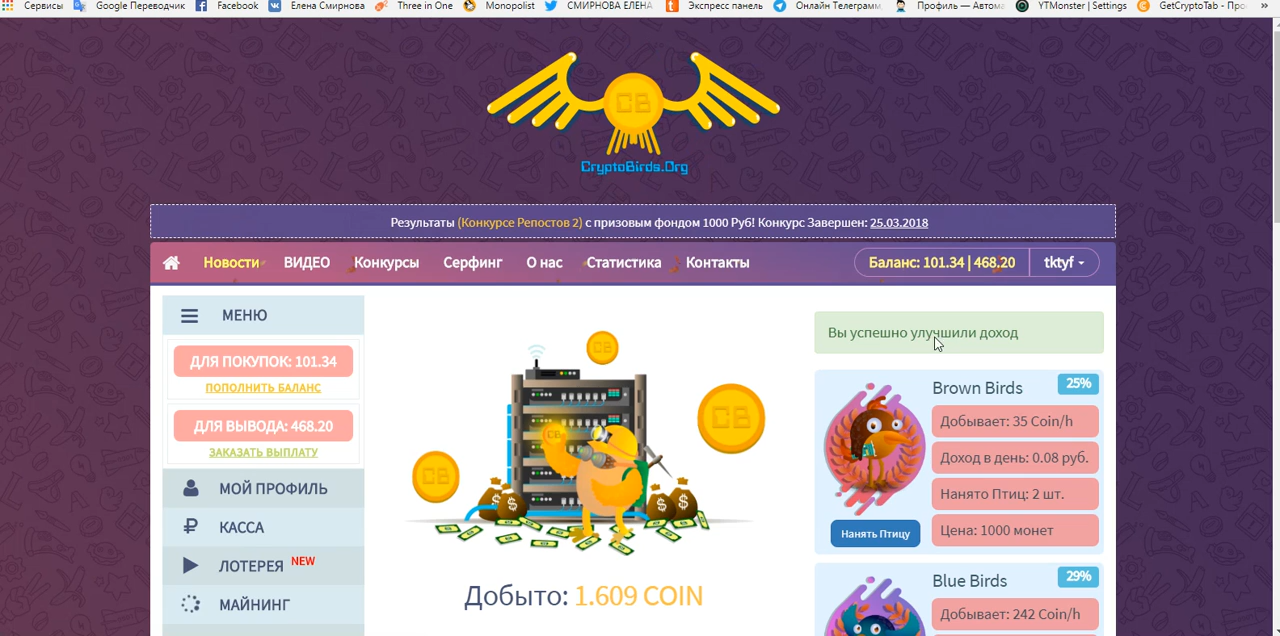 Сервисы Google Переводчик Facebook Елена Смирнова Three in One Monopolist СМИРНОВА ЕЛЕНА Экспресс панель Онлайн Телеграмм Профиль — Автома YTMonster | Settings GetCryptoTab - Про »
CB
CryptoBirds.Org
Результаты (Конкурсе Репостов 2) с призовым фондом 1000 Руб! Конкурс Завершен: 25.03.2018
Новости ВИДЕО Конкурсы Серфинг О нас Статистика Контакты Баланс: 101.34 | 468.20 tktyf
МЕНЮ
ДЛЯ ПОКУПОК: 101.34
ПОПОЛНИТЬ БАЛАНС
ДЛЯ ВЫВОДА: 468.20
ЗАКАЗАТЬ ВЫПЛАТУ
МОЙ ПРОФИЛЬ
КАССА
ЛОТЕРЕЯ NEW
МАЙНИНГ
CB
CB
CB
CB
Добыто: 1.609 COIN
Вы успешно улучшили доход
Brown Birds 25%
Добывает: 35 Coin/h
Доход в день: 0.08 руб.
Нанято Птиц: 2 шт.
Цена: 1000 монет
Нанять Птицу
Blue Birds 29%
Добывает: 242 Coin/h